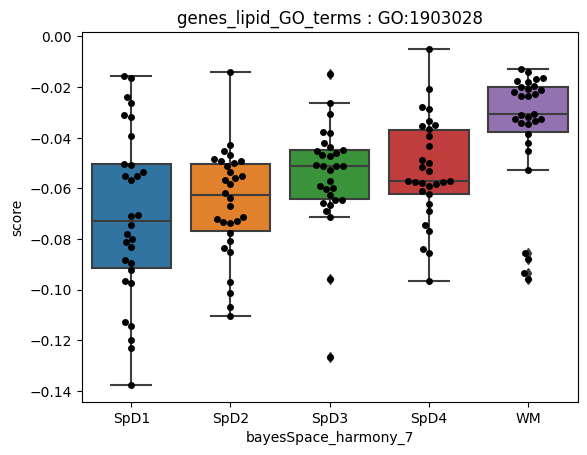 genes_lipid_GO_terms : GO:1903028
0.00
−0.02
−0.04
−0.06
−0.08
−0.10
−0.12
−0.14
score
SpD1 SpD2 SpD3 SpD4 WM
bayesSpace_harmony_7